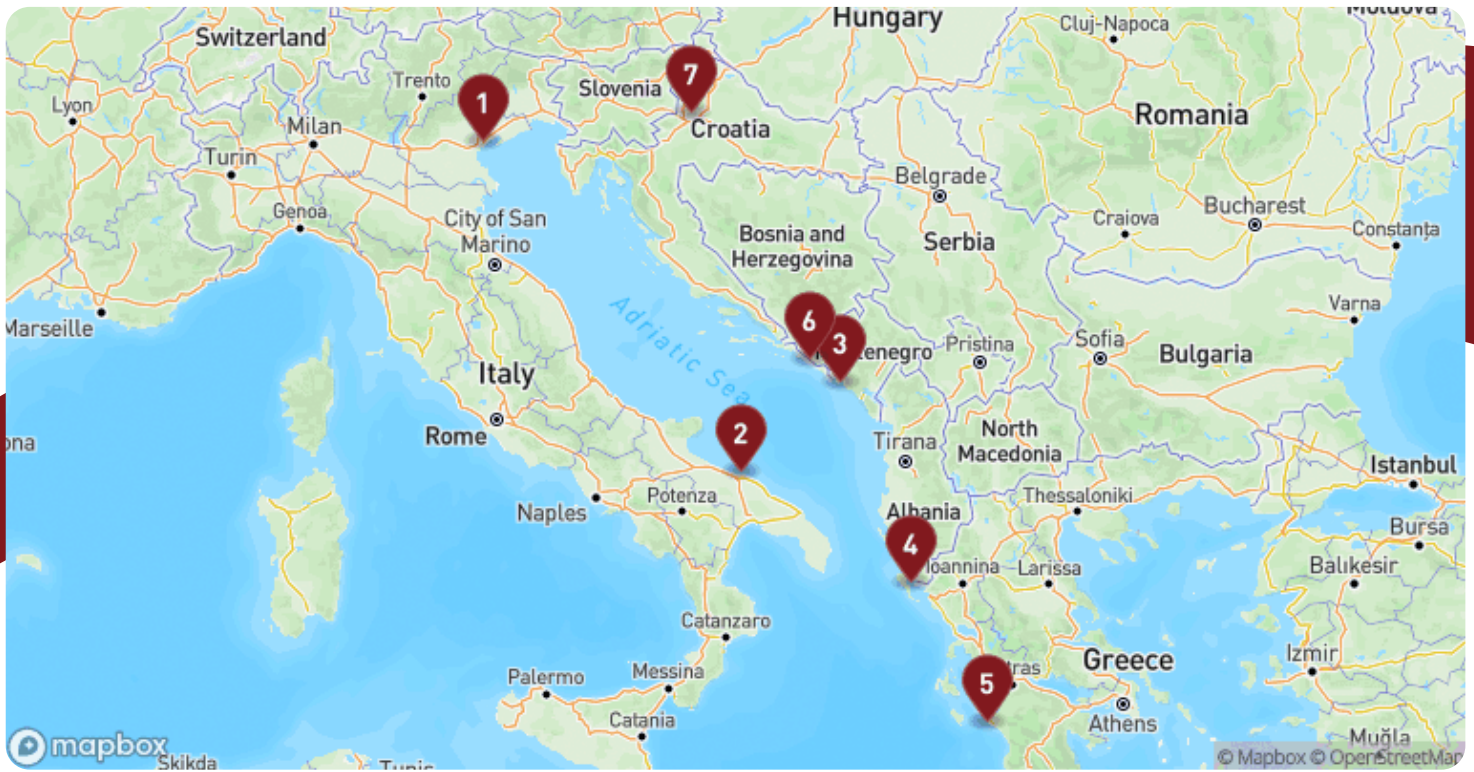 Hungary
Cluj-Napoca
Switzerland
Trento
Slovenia
7
1
Lyon
Milan
Croatia
Romania
Turin
Belgrade
Genoa
City of San
Marino
Bosnia and
Herzegovina
Serbia
Craiova
Bucharest
Constanța
Marseille
Adriatic Sea
6
3
Pristina
Sofia
Varna
Bulgaria
Italy
Rome
2
Tirana
North
Macedonia
Istanbul
Naples
Potenza
Albania
Thessaloniki
Bursa
4
Ioannina
Larissa
Balıkesir
Catanzaro
Palermo
Messina
5
Greece
Izmir
Catania
Athens
Muğla
mapbox
Skikda
© Mapbox © OpenStreetMap